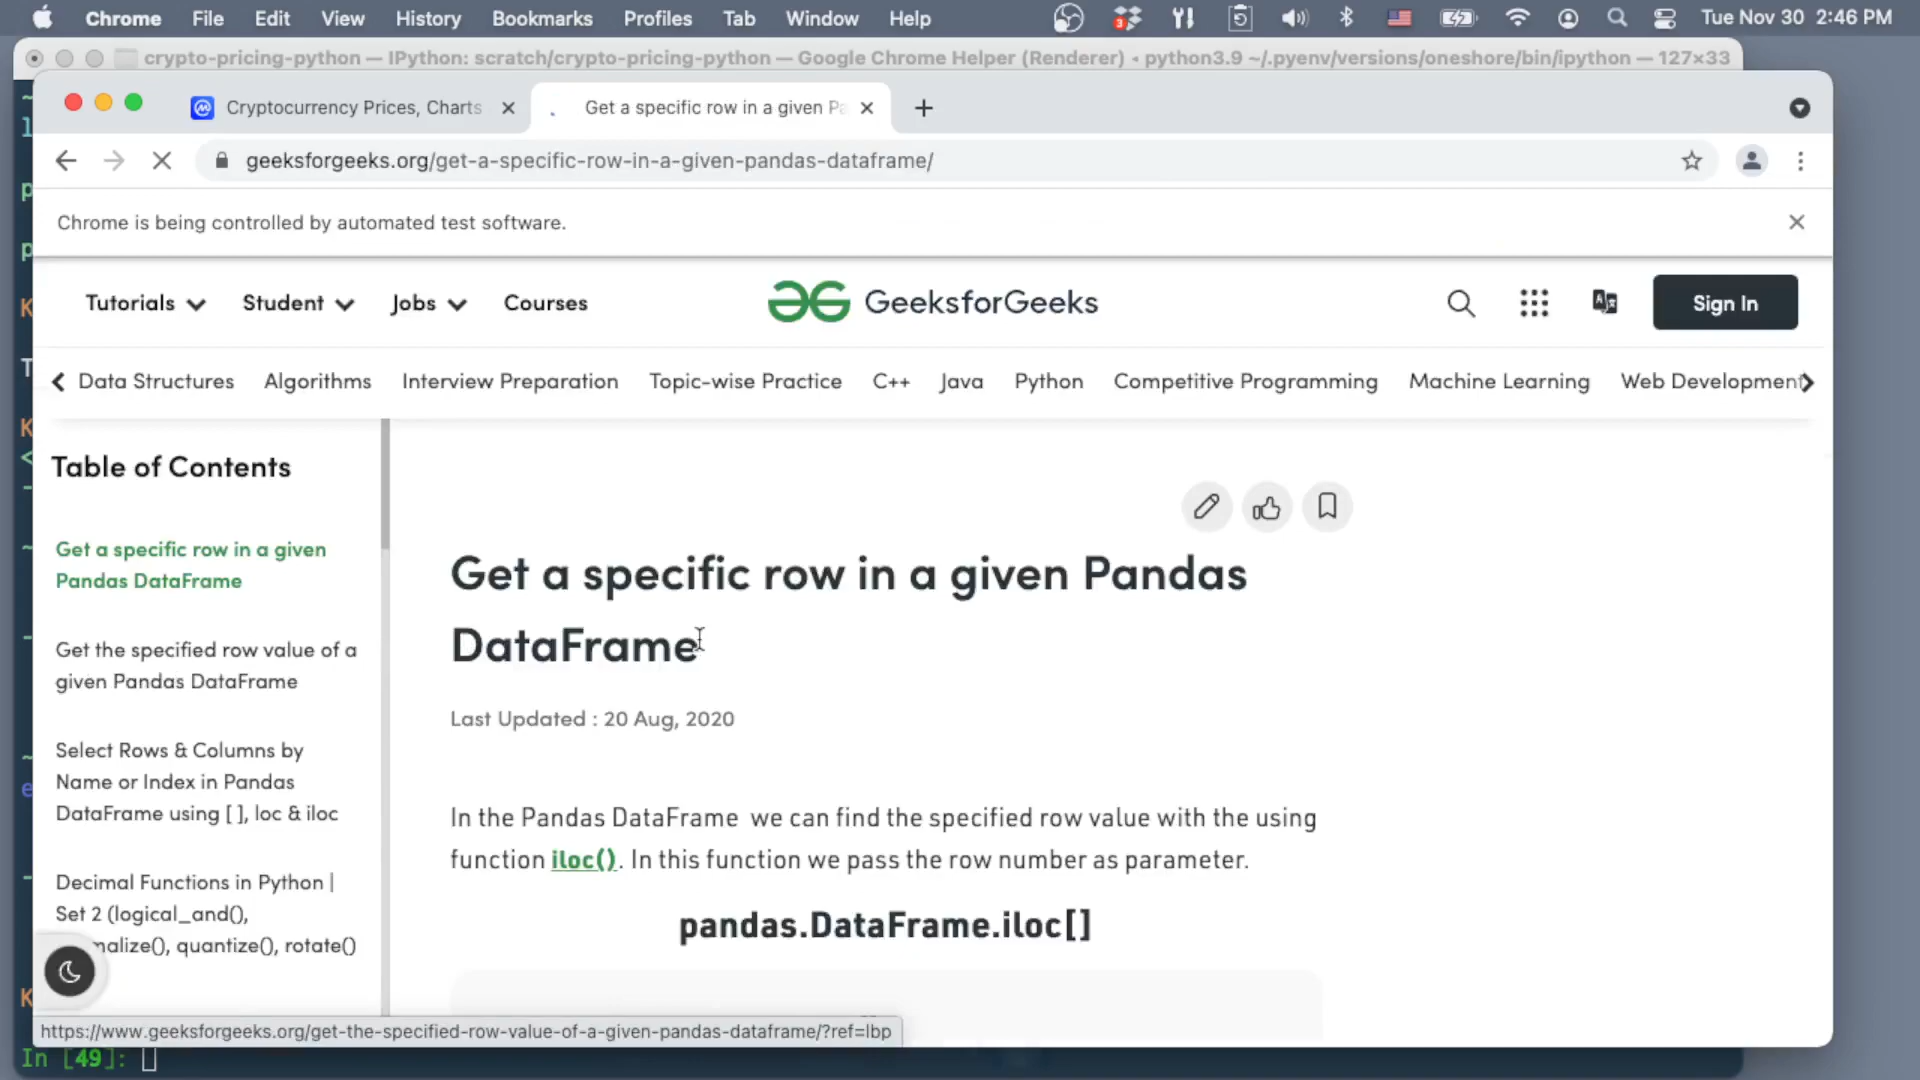 Chrome File Edit View History Bookmarks Profiles Tab Window Help 3 Tue Nov 30 2:46 PM
crypto-pricing-python — IPython: scratch/crypto-pricing-python — Google Chrome Helper (Renderer) ◂ python3.9 ~/.pyenv/versions/oneshore/bin/ipython — 127×33
Cryptocurrency Prices, Charts
Get a specific row in a given Pa
geeksforgeeks.org/get-a-specific-row-in-a-given-pandas-dataframe/
Chrome is being controlled by automated test software.
Tutorials Student Jobs Courses GeeksforGeeks Sign In
Data Structures Algorithms Interview Preparation Topic-wise Practice C++ Java Python Competitive Programming Machine Learning Web Development
Table of Contents
Get a specific row in a given
Pandas DataFrame
Get the specified row value of a
given Pandas DataFrame
Select Rows & Columns by
Name or Index in Pandas
DataFrame using [ ], loc & iloc
Decimal Functions in Python |
Set 2 (logical_and(),
malize(), quantize(), rotate()
Get a specific row in a given Pandas
DataFrame
Last Updated : 20 Aug, 2020
In the Pandas DataFrame we can find the specified row value with the using
function iloc(). In this function we pass the row number as parameter.
pandas.DataFrame.iloc[]
https://www.geeksforgeeks.org/get-the-specified-row-value-of-a-given-pandas-dataframe/?ref=lbp
In [49]: